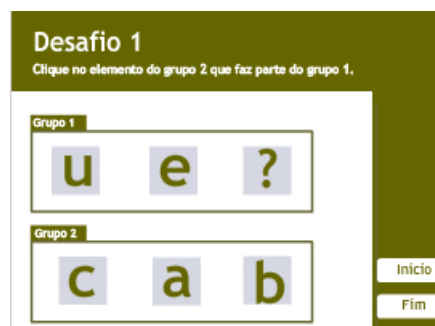 Desafio 1
Clique no elemento do grupo 2 que faz parte do grupo 1.
Grupo 1
u e ?
Grupo 2
c a b
Início
Fim